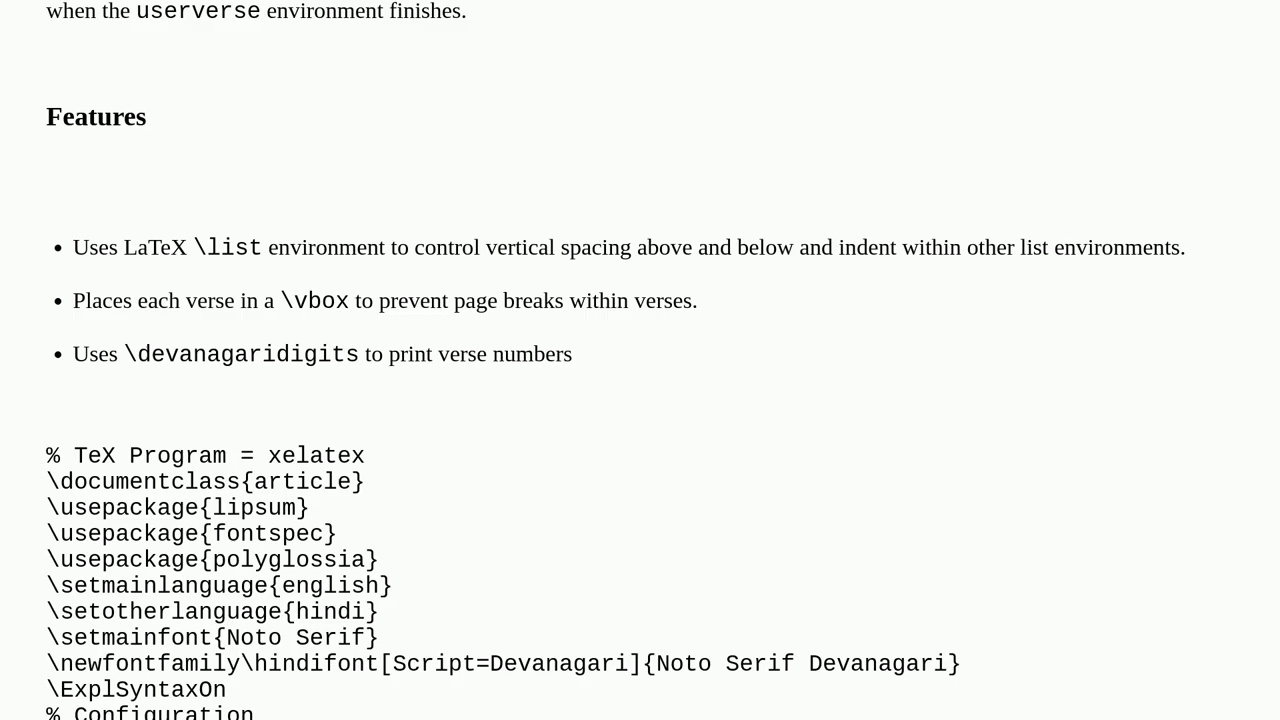 when the userverse environment finishes.
Features
• Uses LaTeX \list environment to control vertical spacing above and below and indent within other list environments.
• Places each verse in a \vbox to prevent page breaks within verses.
• Uses \devanagaridigits to print verse numbers
% TeX Program = xelatex
\documentclass{article}
\usepackage{lipsum}
\usepackage{fontspec}
\usepackage{polyglossia}
\setmainlanguage{english}
\setotherlanguage{hindi}
\setmainfont{Noto Serif}
\newfontfamily\hindifont[Script=Devanagari]{Noto Serif Devanagari}
\ExplSyntaxOn
% Configuration